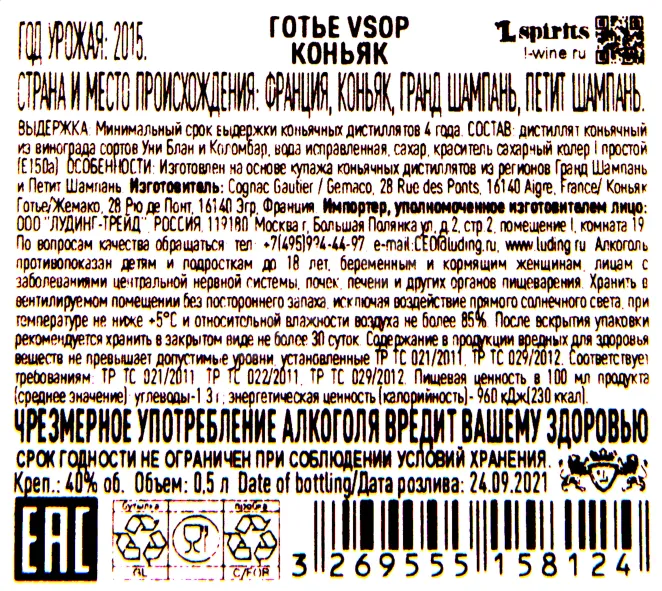 ГОД УРОЖАЯ: 2015.
ГОТЬЕ VSOP
КОНЬЯК
spirits
l-wine ru
СТРАНА И МЕСТО ПРОИСХОЖДЕНИЯ: ФРАНЦИЯ, КОНЬЯК, ГРАНД ШАМПАНЬ, ПЕТИТ ШАМПАНЬ.
ВЫДЕРЖКА: Минимальный срок выдержки коньячных дистиллятов 4 года. СОСТАВ: дистиллят коньячный
из винограда сортов Уни Блан и Коломбар, вода исправленная, сахар, краситель сахарный колер I простой
(E150a). ОСОБЕННОСТИ: Изготовлен на основе купажа коньячных дистиллятов из регионов Гранд Шампань
и Петит Шампань. Изготовитель: Cognac Gautier / Gemaco, 28 Rue des Ponts, 16140 Aigre, France/ Коньяк
Готье/Жемако, 28 Рю де Понт, 16140 Эгр, Франция. Импортер, уполномоченное изготовителем лицо:
ООО "ЛУДИНГ-ТРЕЙД", РОССИЯ, 119180, Москва г, Большая Полянка ул, д.2, стр 2, помещение I, комната 19
По вопросам качества обращаться тел: +7(495)994-44-97 e-mail:CEO@luding.ru, www.luding.ru Алкоголь
противопоказан детям и подросткам до 18 лет, беременным и кормящим женщинам, лицам с
заболеваниями центральной нервной системы, почек, печени и других органов пищеварения. Хранить в
вентилируемом помещении без постороннего запаха, исключая воздействие прямого солнечного света, при
температуре не ниже +5°С и относительной влажности воздуха не более 85%. После вскрытия упаковки
рекомендуется хранить в закрытом виде не более 30 суток. Содержание в продукции вредных для здоровья
веществ не превышает допустимые уровни, установленные ТР ТС 021/2011, ТР ТС 029/2012. Соответствует
требованиям: ТР ТС 021/2011, ТР ТС 022/2011, ТР ТС 029/2012. Пищевая ценность в 100 мл продукта
(среднее значение): углеводы-1.3 г, энергетическая ценность (калорийность)- 960 кДж(230 ккал).
ЧРЕЗМЕРНОЕ УПОТРЕБЛЕНИЕ АЛКОГОЛЯ ВРЕДИТ ВАШЕМУ ЗДОРОВЬЮ
СРОК ГОДНОСТИ НЕ ОГРАНИЧЕН ПРИ СОБЛЮДЕНИИ УСЛОВИЙ ХРАНЕНИЯ.
Креп.: 40% об. Объем: 0,5 л Date of bottling/Дата розлива: 24.09.2021
EAC
бутылка пробка
GL C/FOR
3 269555 158124